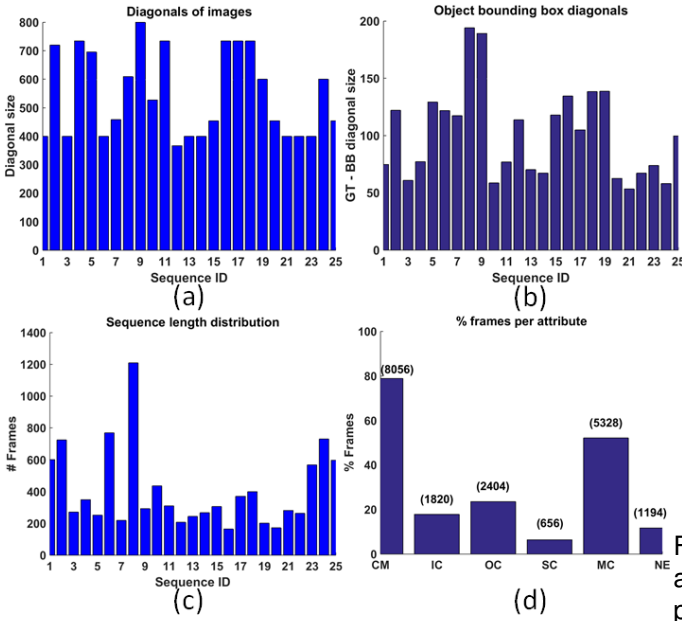 Diagonals of images
Diagonal size
800
700
600
500
400
300
200
100
0
1 3 5 7 9 11 13 15 17 19 21 23 25
Sequence ID
(a)
Object bounding box diagonals
GT - BB diagonal size
200
150
100
50
0
1 3 5 7 9 11 13 15 17 19 21 23 25
Sequence ID
(b)
Sequence length distribution
# Frames
1400
1200
1000
800
600
400
200
0
1 3 5 7 9 11 13 15 17 19 21 23 25
Sequence ID
(c)
% frames per attribute
% Frames
100
80
60
40
20
0
(8056)
(1820)
(2404)
(656)
(5328)
(1194)
CM IC OC SC MC NE
(d)
a
p